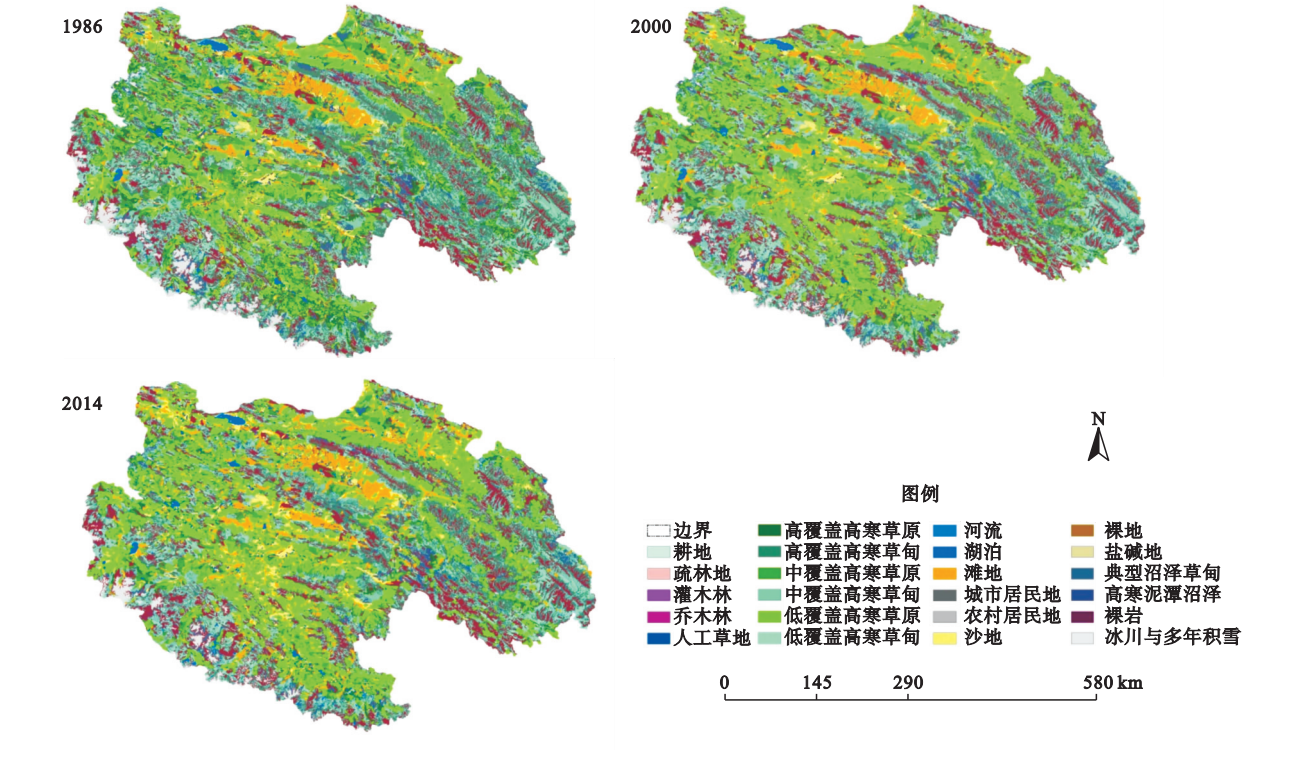 1986
2000
2014
N
图例
边界 高覆盖高寒草原 河流 裸地
耕地 高覆盖高寒草甸 湖泊 盐碱地
疏林地 中覆盖高寒草原 滩地 典型沼泽草甸
灌木林 中覆盖高寒草甸 城市居民地 高寒泥潭沼泽
乔木林 低覆盖高寒草原 农村居民地 裸岩
人工草地 低覆盖高寒草甸 沙地 冰川与多年积雪
0 145 290 580 km